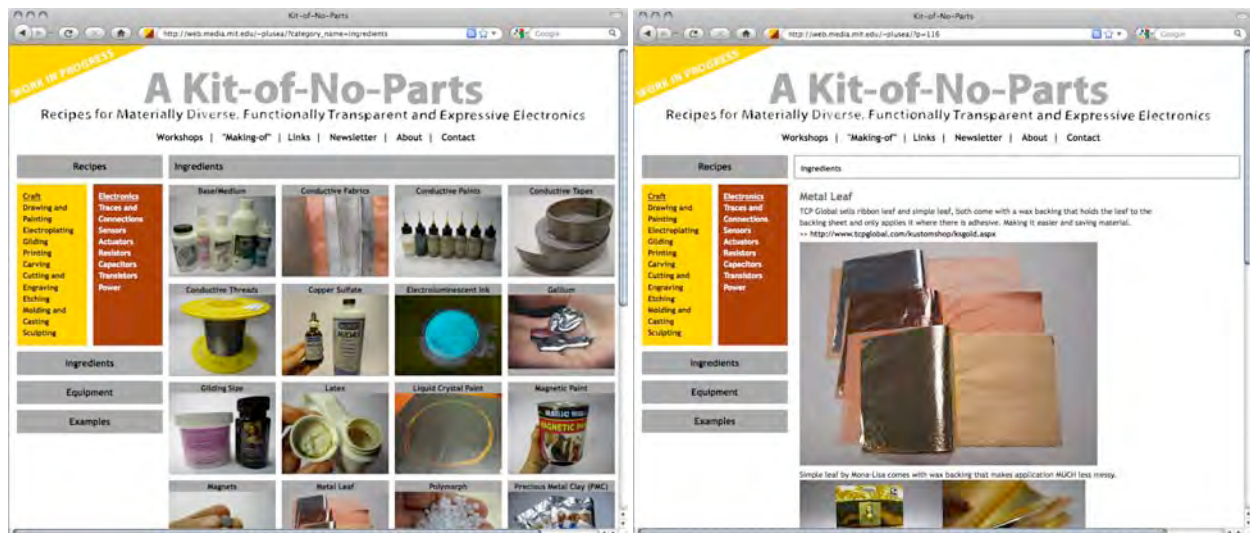 Kit-of-No-Parts
http://web.media.mit.edu/~plusea/?category_name=ingredients
Google
WORK IN PROGRESS
A Kit-of-No-Parts
Recipes for Materially Diverse, Functionally Transparent and Expressive Electronics
Workshops | "Making-of" | Links | Newsletter | About | Contact
Recipes
Craft
Drawing and
Painting
Electroplating
Gilding
Printing
Carving
Cutting and
Engraving
Etching
Molding and
Casting
Sculpting
Electronics
Traces and
Connections
Sensors
Actuators
Resistors
Capacitors
Transistors
Power
Ingredients
Equipment
Examples
Ingredients
Base/Medium
Conductive Fabrics
Conductive Paints
Conductive Tapes
Conductive Threads
Copper Sulfate
Electroluminescent Ink
Gallium
Gilding Size
Latex
Liquid Crystal Paint
Magnetic Paint
MAGNETIC
Magnets
Metal Leaf
Polymorph
Precious Metal Clay (PMC)
Kit-of-No-Parts
http://web.media.mit.edu/~plusea/?p=116
Google
WORK IN PROGRESS
A Kit-of-No-Parts
Recipes for Materially Diverse, Functionally Transparent and Expressive Electronics
Workshops | "Making-of" | Links | Newsletter | About | Contact
Recipes
Craft
Drawing and
Painting
Electroplating
Gilding
Printing
Carving
Cutting and
Engraving
Etching
Molding and
Casting
Sculpting
Electronics
Traces and
Connections
Sensors
Actuators
Resistors
Capacitors
Transistors
Power
Ingredients
Equipment
Examples
Ingredients
Metal Leaf
TCP Global sells ribbon leaf and simple leaf, both come with a wax backing that holds the leaf to the
backing sheet and only applies it where there is adhesive. Making it easier and saving material.
>> http://www.tcpglobal.com/kustomshop/ksgold.aspx
Simple leaf by Mona-Lisa comes with wax backing that makes application MUCH less messy.